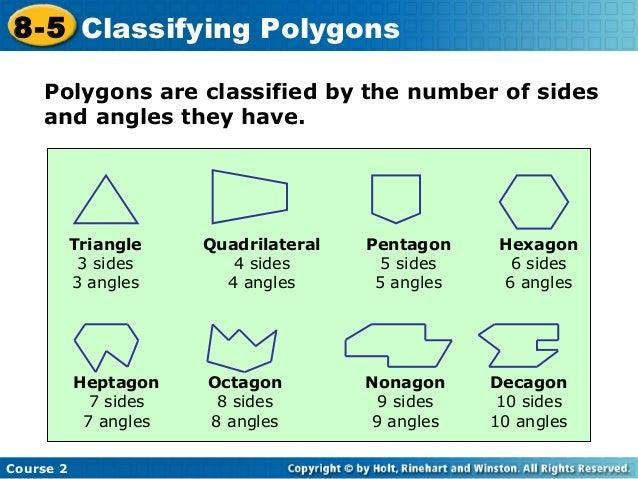 8-5 Classifying Polygons
Polygons are classified by the number of sides
and angles they have.
Triangle Quadrilateral Pentagon Hexagon
3 sides 4 sides 5 sides 6 sides
3 angles 4 angles 5 angles 6 angles
Heptagon Octagon Nonagon Decagon
7 sides 8 sides 9 sides 10 sides
7 angles 8 angles 9 angles 10 angles
Course 2 Copyright © by Holt, Rinehart and Winston. All Rights Reserved.